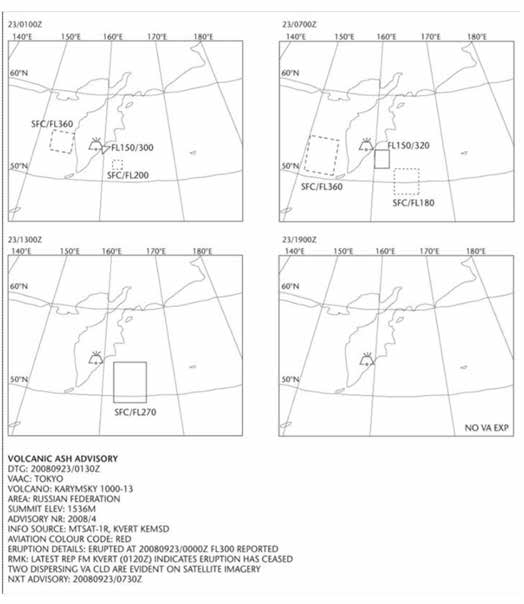 23/0100Z
140°E 150°E 160°E 170°E 180°E
60°N
SFC/FL360
FL150/300
50°N
SFC/FL200
23/0700Z
140°E 150°E 160°E 170°E 180°E
60°N
FL150/320
50°N
SFC/FL360
SFC/FL180
23/1300Z
140°E 150°E 160°E 170°E 180°E
60°N
50°N
SFC/FL270
23/1900Z
140°E 150°E 160°E 170°E 180°E
60°N
50°N
NO VA EXP
VOLCANIC ASH ADVISORY
DTG: 20080923/0130Z
VAAC: TOKYO
VOLCANO: KARYMSKY 1000-13
AREA: RUSSIAN FEDERATION
SUMMIT ELEV: 1536M
ADVISORY NR: 2008/4
INFO SOURCE: MTSAT-1R, KVERT KEMSD
AVIATION COLOUR CODE: RED
ERUPTION DETAILS: ERUPTED AT 20080923/0000Z FL300 REPORTED
RMK: LATEST REP FM KVERT (0120Z) INDICATES ERUPTION HAS CEASED
TWO DISPERSING VA CLD ARE EVIDENT ON SATELLITE IMAGERY
NXT ADVISORY: 20080923/0730Z